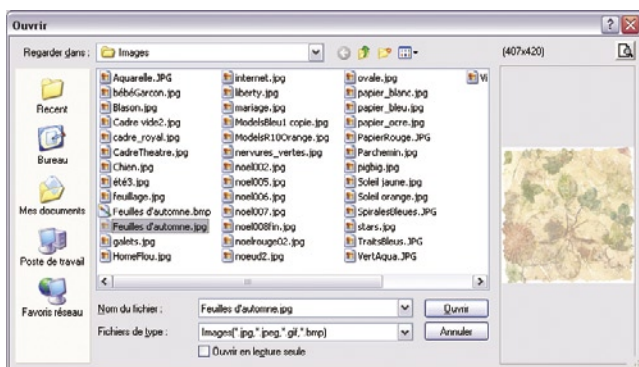 Ouvrir
Regarder dans :
Images
(407x420)
Recent
Bureau
Mes documents
Poste de travail
Favoris réseau
Aquarelle.JPG
bébéGarcon.jpg
Blason.jpg
Cadre vide2.jpg
cadre_royal.jpg
CadreTheatre.jpg
Chien.jpg
été3.jpg
feuillage.jpg
Feuilles d'automne.bmp
Feuilles d'automne.jpg
galets.jpg
HomeFlou.jpg
internet.jpg
liberty.jpg
mariage.jpg
ModelsBleu1 copie.jpg
ModelsR10Orange.jpg
nervures_vertes.jpg
noel002.jpg
noel005.jpg
noel006.jpg
noel007.jpg
noel008fin.jpg
noelrouge02.jpg
noeud2.jpg
ovale.jpg
papier_blanc.jpg
papier_bleu.jpg
papier_ocre.jpg
PapierRouge.JPG
Parchemin.jpg
pigbig.jpg
Soleil jaune.jpg
Soleil orange.jpg
SpiralesBleues.JPG
stars.jpg
TraitsBleus.JPG
VertAqua.JPG
Vi
Nom du fichier :
Feuilles d'automne.jpg
Ouvrir
Fichiers de type :
Images(*.jpg,*.jpeg,*.gif,*.bmp)
Annuler
Ouvrir en lecture seule